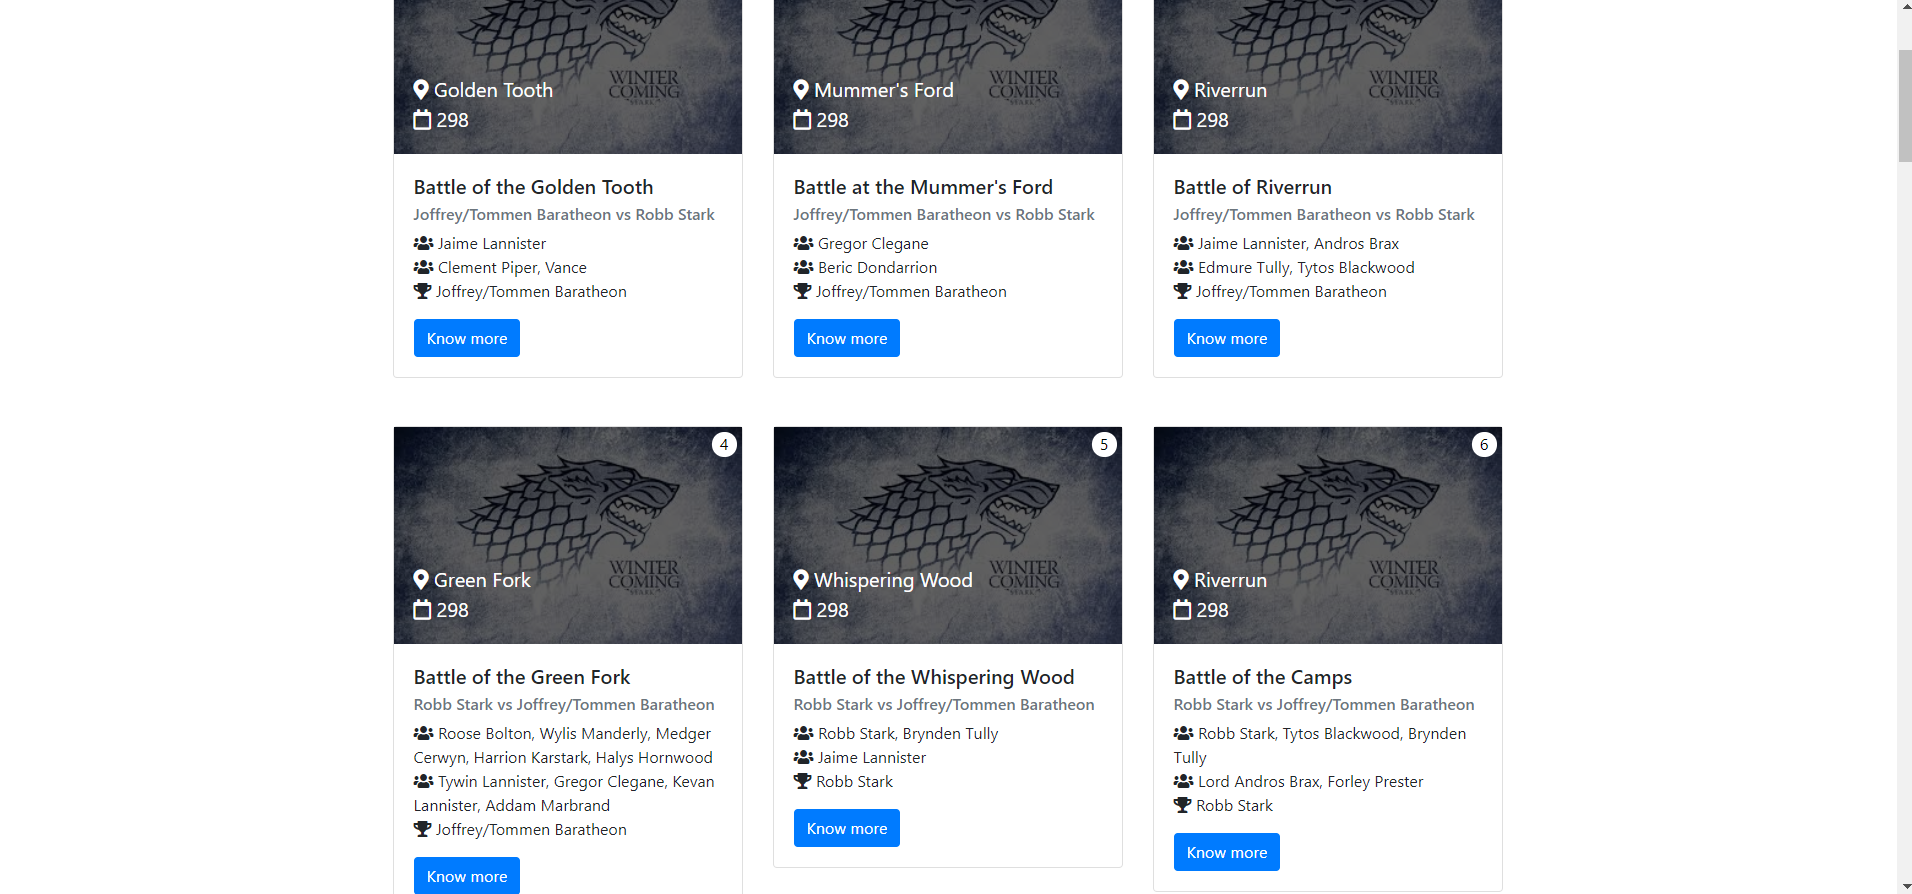 Golden Tooth
298
WINTER
COMING
STARK
Battle of the Golden Tooth
Joffrey/Tommen Baratheon vs Robb Stark
Jaime Lannister
Clement Piper, Vance
Joffrey/Tommen Baratheon
Know more
Mummer's Ford
298
WINTER
COMING
STARK
Battle at the Mummer's Ford
Joffrey/Tommen Baratheon vs Robb Stark
Gregor Clegane
Beric Dondarrion
Joffrey/Tommen Baratheon
Know more
Riverrun
298
WINTER
COMING
STARK
Battle of Riverrun
Joffrey/Tommen Baratheon vs Robb Stark
Jaime Lannister, Andros Brax
Edmure Tully, Tytos Blackwood
Joffrey/Tommen Baratheon
Know more
4
Green Fork
298
WINTER
COMING
STARK
Battle of the Green Fork
Robb Stark vs Joffrey/Tommen Baratheon
Roose Bolton, Wylis Manderly, Medger
Cerwyn, Harrion Karstark, Halys Hornwood
Tywin Lannister, Gregor Clegane, Kevan
Lannister, Addam Marbrand
Joffrey/Tommen Baratheon
Know more
5
Whispering Wood
298
WINTER
COMING
STARK
Battle of the Whispering Wood
Robb Stark vs Joffrey/Tommen Baratheon
Robb Stark, Brynden Tully
Jaime Lannister
Robb Stark
Know more
6
Riverrun
298
WINTER
COMING
STARK
Battle of the Camps
Robb Stark vs Joffrey/Tommen Baratheon
Robb Stark, Tytos Blackwood, Brynden
Tully
Lord Andros Brax, Forley Prester
Robb Stark
Know more